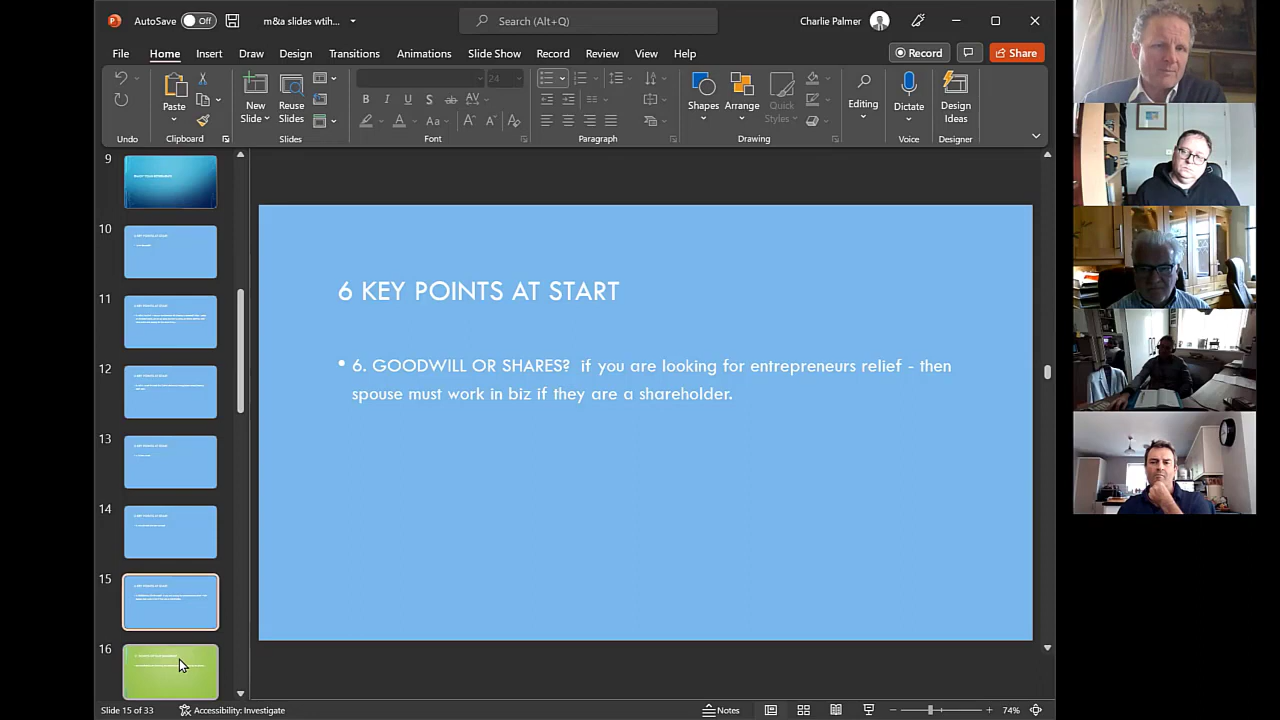 AutoSave Off m&a slides wtih... Search (Alt+Q) Charlie Palmer
File Home Insert Draw Design Transitions Animations Slide Show Record Review View Help Record Share
24
Paste New Slide Reuse Slides Shapes Arrange Quick Styles Editing Dictate Design Ideas
Undo Clipboard Slides Font Paragraph Drawing Voice Designer
9
10
11
12
13
14
15
16
6 KEY POINTS AT START
• 6. GOODWILL OR SHARES? if you are looking for entrepreneurs relief - then
spouse must work in biz if they are a shareholder.
Slide 15 of 33 Accessibility: Investigate Notes 74%